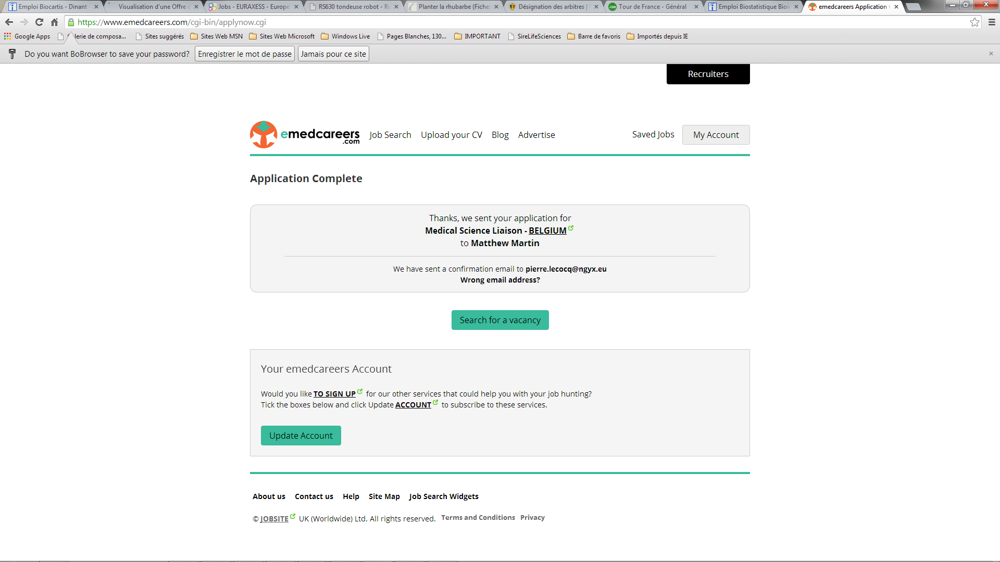 Emploi Biocartis - Dinant
Visualisation d'une Offre
Jobs - EURAXESS - Europe
RS630 tondeuse robot - R
Planter la rhubarbe (Fiche
Désignation des arbitres |
Tour de France - Général
Emploi Biostatistique Bioi
emedcareers Application
https://www.emedcareers.com/cgi-bin/applynow.cgi
Google Apps
lerie de composa...
Sites suggérés
Sites Web MSN
Sites Web Microsoft
Windows Live
Pages Blanches, 130...
IMPORTANT
SireLifeSciences
Barre de favoris
Importés depuis IE
Do you want BoBrowser to save your password?
Enregistrer le mot de passe
Jamais pour ce site
Recruiters
emedcareers
.com
Job Search
Upload your CV
Blog
Advertise
Saved Jobs
My Account
Application Complete
Thanks, we sent your application for
Medical Science Liaison - BELGIUM
to Matthew Martin
We have sent a confirmation email to pierre.lecocq@ngyx.eu
Wrong email address?
Search for a vacancy
Your emedcareers Account
Would you like TO SIGN UP for our other services that could help you with your job hunting?
Tick the boxes below and click Update ACCOUNT to subscribe to these services.
Update Account
About us
Contact us
Help
Site Map
Job Search Widgets
© JOBSITE UK (Worldwide) Ltd. All rights reserved.
Terms and Conditions
Privacy